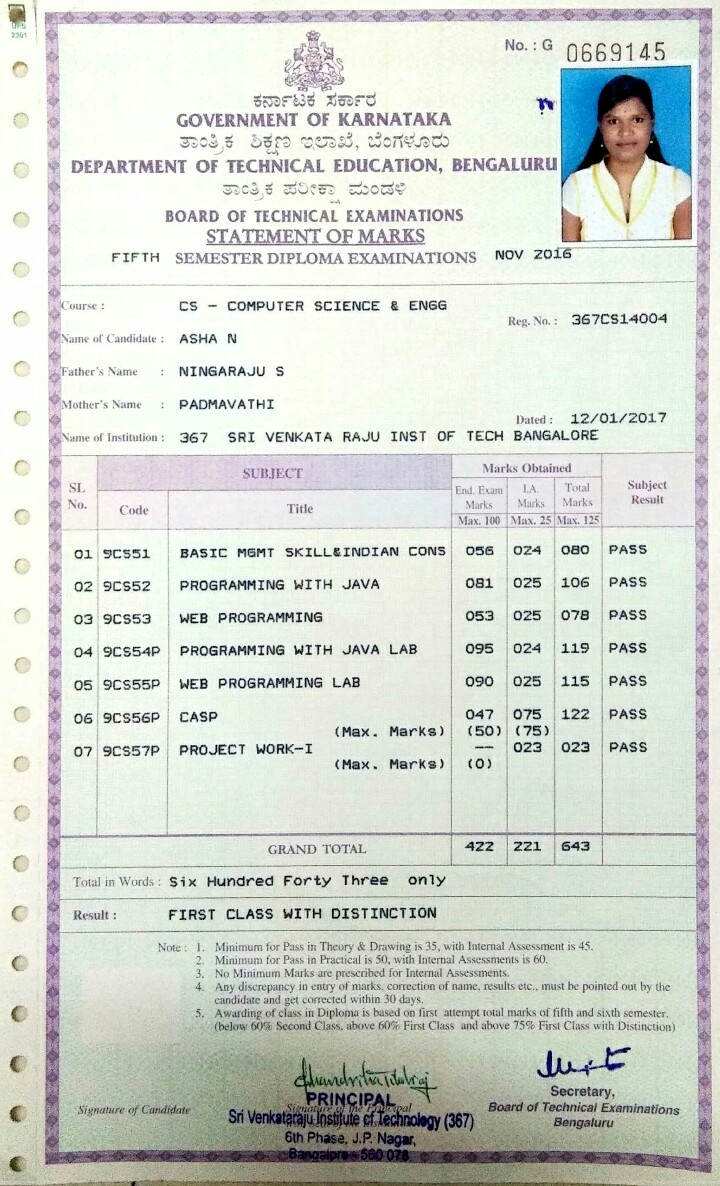 UPS
2301
No. : G 0669145
ಕರ್ನಾಟಕ ಸರ್ಕಾರ
GOVERNMENT OF KARNATAKA
ತಾಂತ್ರಿಕ ಶಿಕ್ಷಣ ಇಲಾಖೆ, ಬೆಂಗಳೂರು
DEPARTMENT OF TECHNICAL EDUCATION, BENGALURU
ತಾಂತ್ರಿಕ ಪರೀಕ್ಷಾ ಮಂಡಳಿ
BOARD OF TECHNICAL EXAMINATIONS
STATEMENT OF MARKS
FIFTH SEMESTER DIPLOMA EXAMINATIONS NOV 2016
Course : CS - COMPUTER SCIENCE & ENGG
Reg. No. : 367CS14004
Name of Candidate : ASHA N
Father's Name : NINGARAJU S
Mother's Name : PADMAVATHI
Dated : 12/01/2017
Name of Institution : 367 SRI VENKATA RAJU INST OF TECH BANGALORE
SL No. SUBJECT Marks Obtained Subject Result
Code Title End. Exam Marks I.A. Marks Total Marks
Max. 100 Max. 25 Max. 125
01 9CS51 BASIC MGMT SKILL&INDIAN CONS 056 024 080 PASS
02 9CS52 PROGRAMMING WITH JAVA 081 025 106 PASS
03 9CS53 WEB PROGRAMMING 053 025 078 PASS
04 9CS54P PROGRAMMING WITH JAVA LAB 095 024 119 PASS
05 9CS55P WEB PROGRAMMING LAB 090 025 115 PASS
06 9CS56P CASP 047 075 122 PASS
(Max. Marks) (50) (75)
07 9CS57P PROJECT WORK-I -- 023 023 PASS
(Max. Marks) (0)
GRAND TOTAL 422 221 643
Total in Words : Six Hundred Forty Three only
Result : FIRST CLASS WITH DISTINCTION
Note : 1. Minimum for Pass in Theory & Drawing is 35, with Internal Assessment is 45.
2. Minimum for Pass in Practical is 50, with Internal Assessments is 60.
3. No Minimum Marks are prescribed for Internal Assessments.
4. Any discrepancy in entry of marks, correction of name, results etc., must be pointed out by the
candidate and get corrected within 30 days.
5. Awarding of class in Diploma is based on first attempt total marks of fifth and sixth semester.
(below 60% Second Class, above 60% First Class and above 75% First Class with Distinction)
Signature of Candidate
Signature of the Principal
PRINCIPAL
Sri Venkataraju Institute of Technology (367)
6th Phase, J.P. Nagar,
Bangalore - 560 078
Secretary,
Board of Technical Examinations
Bengaluru